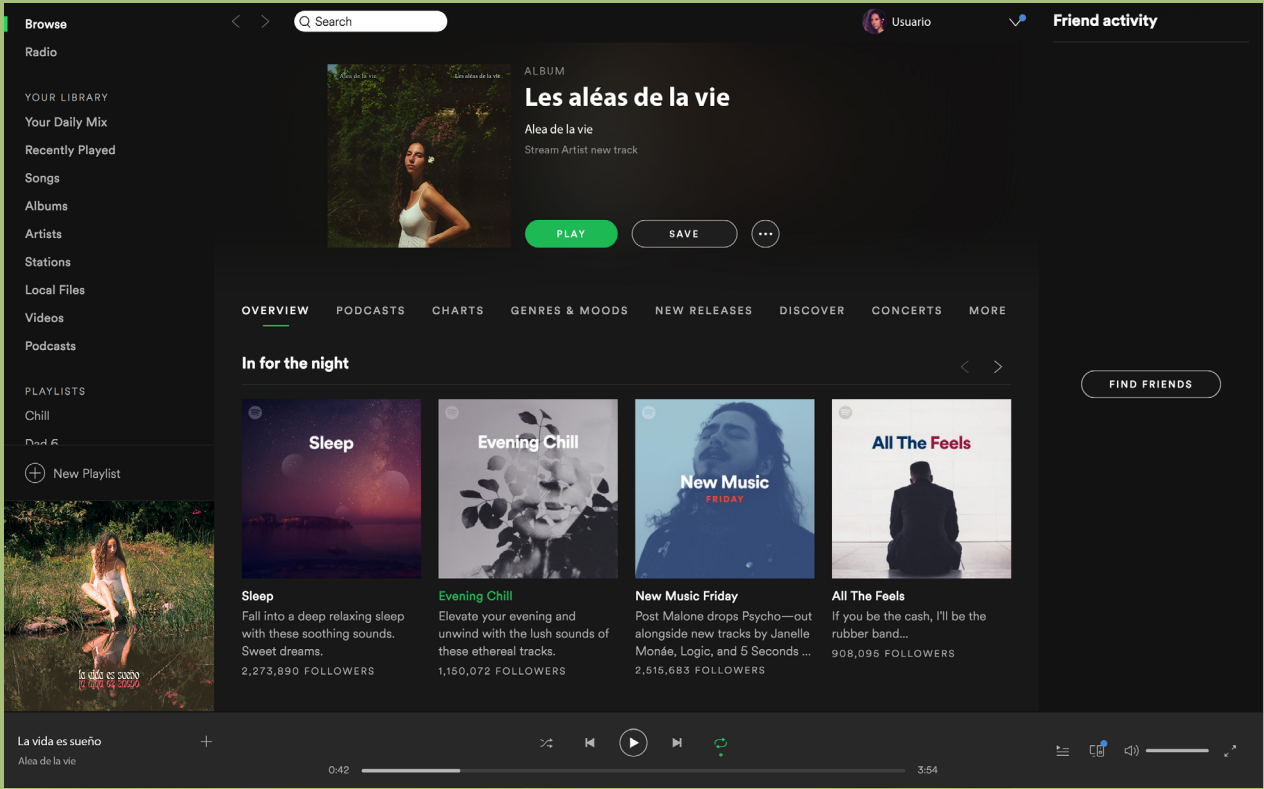 Browse
Radio
YOUR LIBRARY
Your Daily Mix
Recently Played
Songs
Albums
Artists
Stations
Local Files
Videos
Podcasts
PLAYLISTS
Chill
Dad 6
New Playlist
la vida es sueño
la vida es sueño
Search
Usuario
Alea de la vie
Les aléas de la vie
ALBUM
Les aléas de la vie
Alea de la vie
Stream Artist new track
PLAY
SAVE
OVERVIEW PODCASTS CHARTS GENRES & MOODS NEW RELEASES DISCOVER CONCERTS MORE
In for the night
Sleep
Sleep
Fall into a deep relaxing sleep
with these soothing sounds.
Sweet dreams.
2,273,890 FOLLOWERS
Evening Chill
Evening Chill
Elevate your evening and
unwind with the lush sounds of
these ethereal tracks.
1,150,072 FOLLOWERS
New Music
FRIDAY
New Music Friday
Post Malone drops Psycho—out
alongside new tracks by Janelle
Monáe, Logic, and 5 Seconds ...
2,515,683 FOLLOWERS
All The Feels
All The Feels
If you be the cash, I'll be the
rubber band...
908,095 FOLLOWERS
Friend activity
FIND FRIENDS
La vida es sueño
Alea de la vie
0:42
3:54